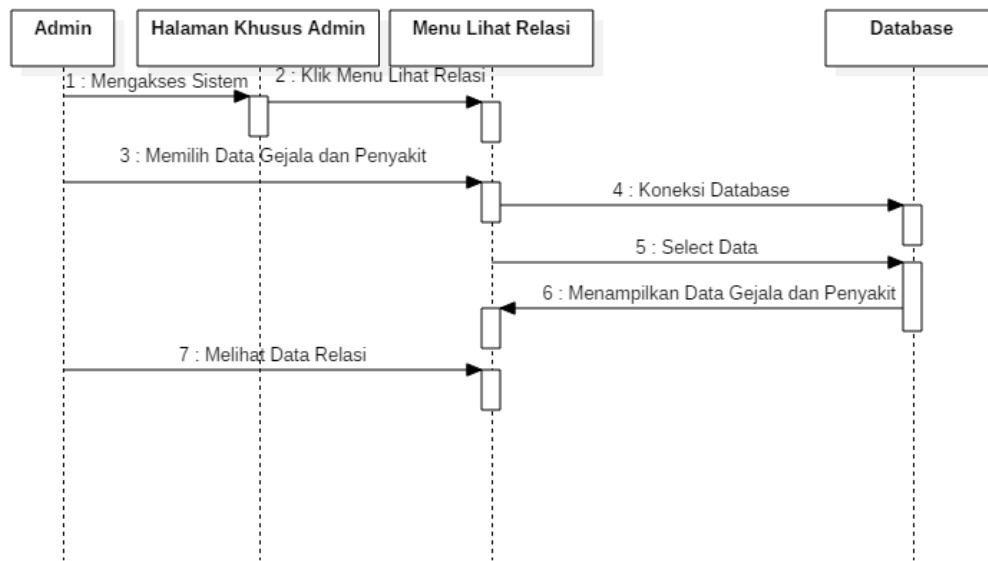 Admin
Halaman Khusus Admin
Menu Lihat Relasi
Database
1 : Mengakses Sistem
2 : Klik Menu Lihat Relasi
3 : Memilih Data Gejala dan Penyakit
4 : Koneksi Database
5 : Select Data
6 : Menampilkan Data Gejala dan Penyakit
7 : Melihat Data Relasi